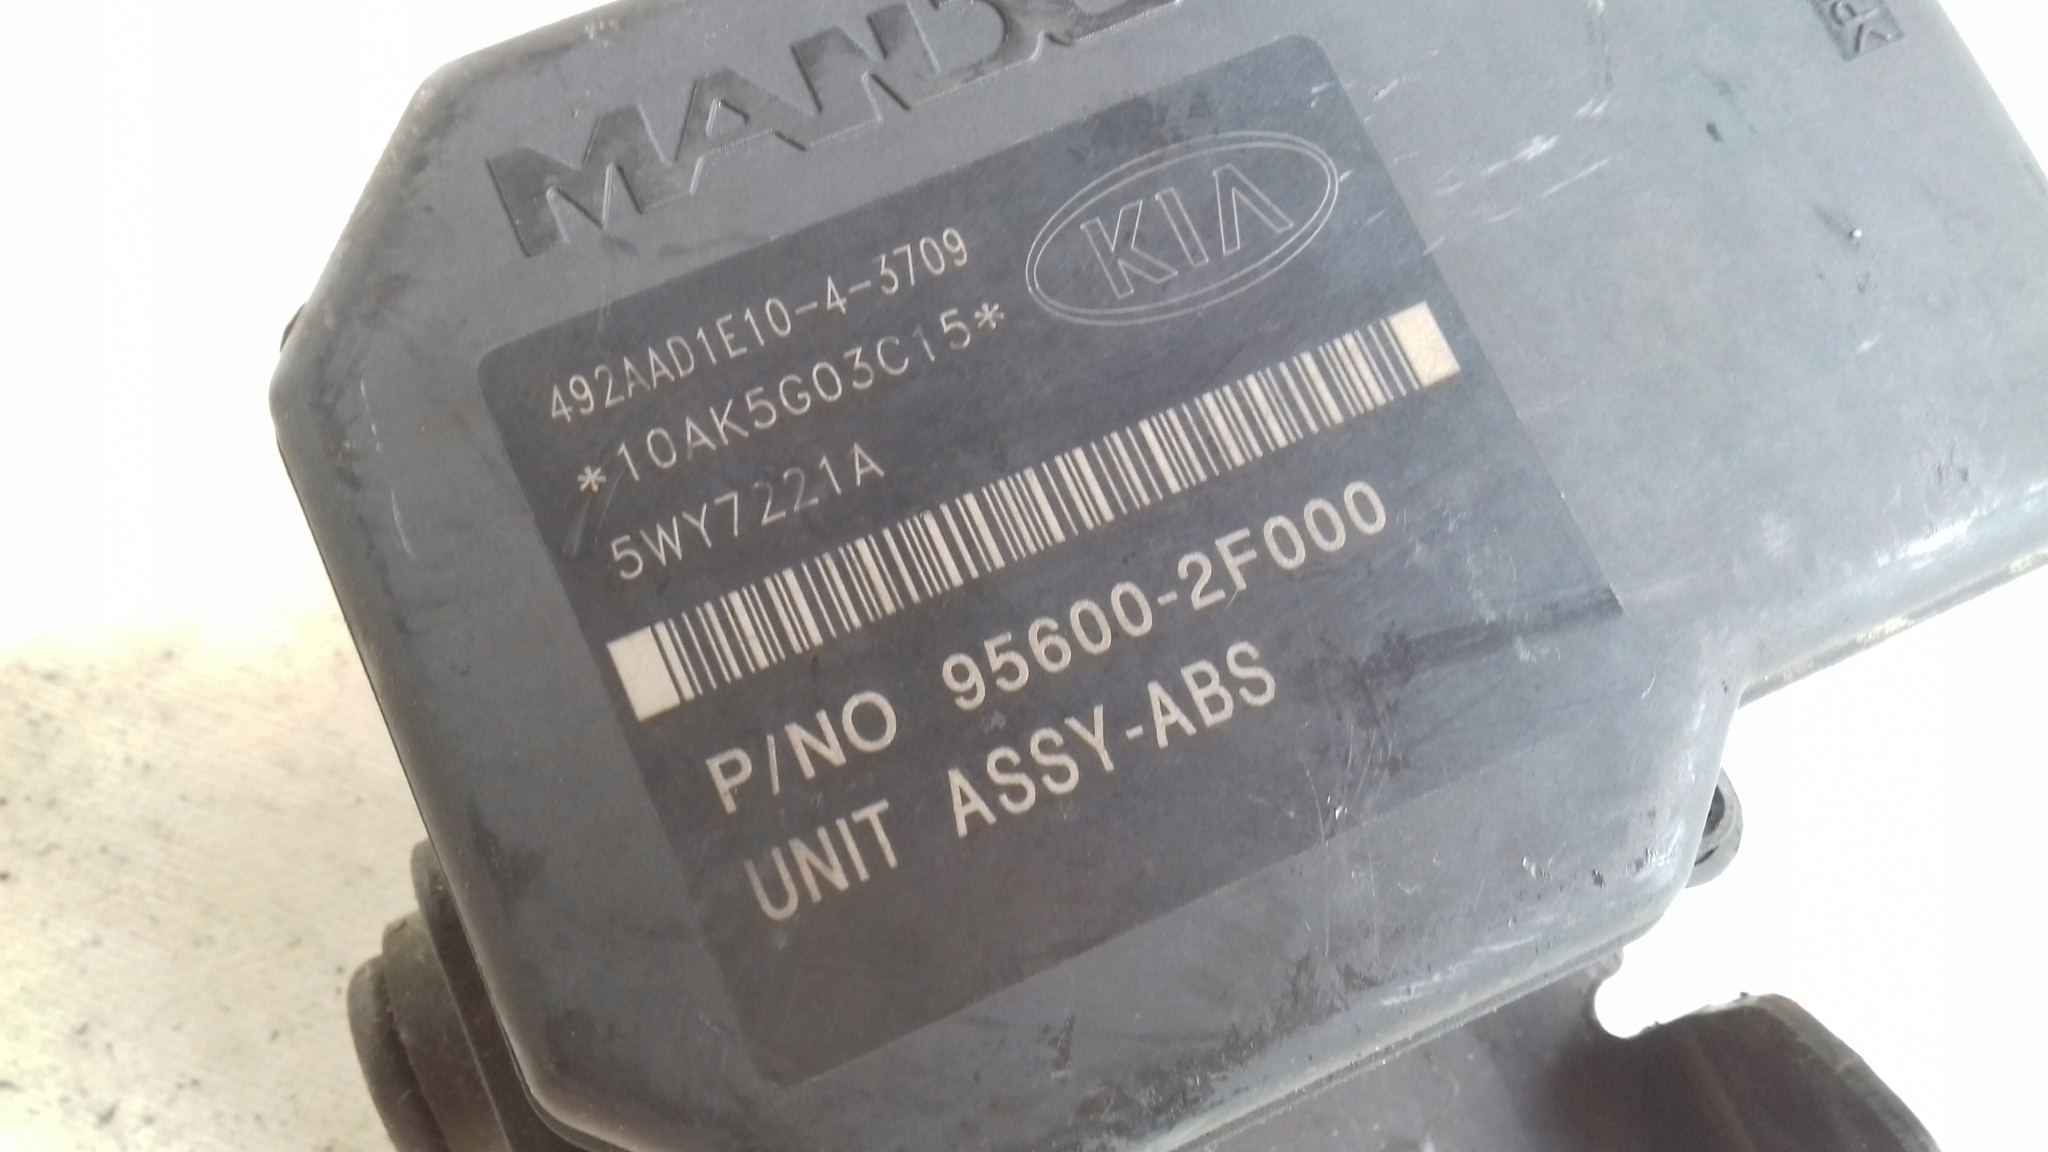 MANDO
KIA
492AAD1E10-4-3709
*10AK5G03C15*
5WY7221A
P/NO 95600-2F000
UNIT ASSY-ABS